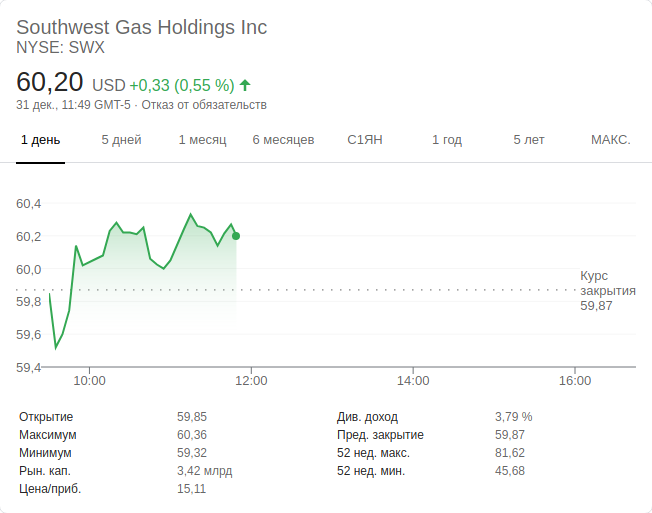 Southwest Gas Holdings Inc
NYSE: SWX
60,20 USD +0,33 (0,55 %)
31 дек., 11:49 GMT-5 · Отказ от обязательств
1 день 5 дней 1 месяц 6 месяцев С1ЯН 1 год 5 лет МАКС.
60,4
60,2
60,0
59,8
59,6
59,4
Курс
закрытия
59,87
10:00 12:00 14:00 16:00
Открытие 59,85 Див. доход 3,79 %
Максимум 60,36 Пред. закрытие 59,87
Минимум 59,32 52 нед. макс. 81,62
Рын. кап. 3,42 млрд 52 нед. мин. 45,68
Цена/приб. 15,11